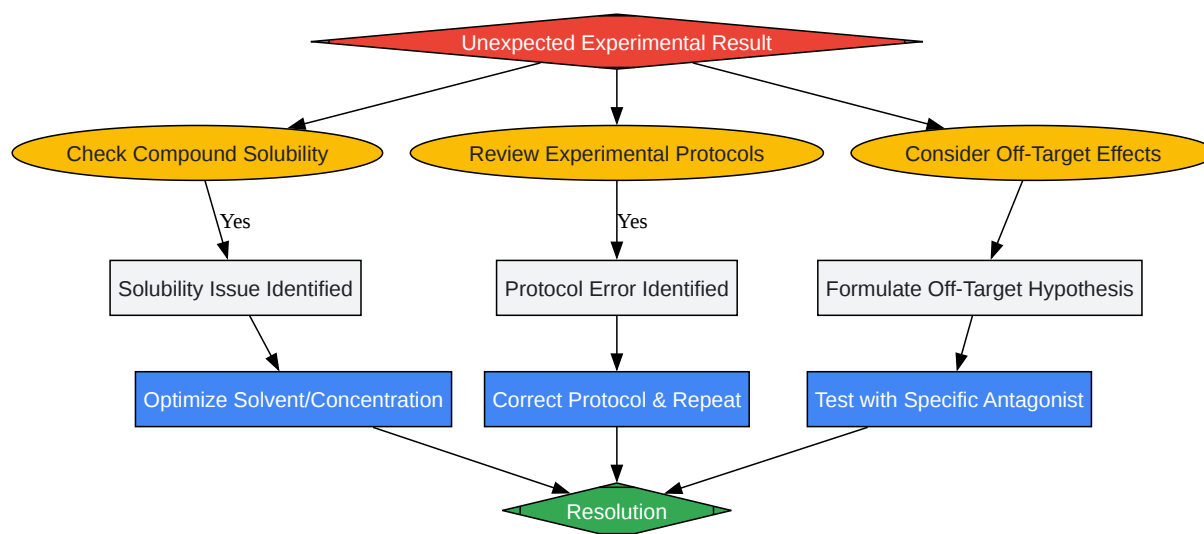 Unexpected Experimental Result
Check Compound Solubility
Review Experimental Protocols
Consider Off-Target Effects
Yes
Yes
Solubility Issue Identified
Protocol Error Identified
Formulate Off-Target Hypothesis
Optimize Solvent/Concentration
Correct Protocol & Repeat
Test with Specific Antagonist
Resolution